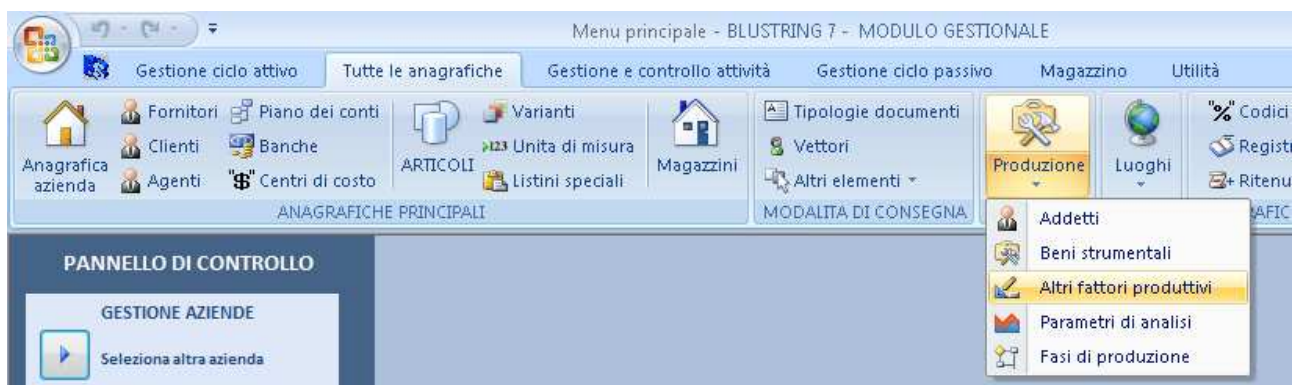 Menu principale - BLUSTRING 7 - MODULO GESTIONALE
Gestione ciclo attivo Tutte le anagrafiche Gestione e controllo attività Gestione ciclo passivo Magazzino Utilità
Anagrafica azienda
Fornitori
Clienti
Agenti
Piano dei conti
Banche
"$" Centri di costo
ARTICOLI
Varianti
123 Unita di misura
Listini speciali
Magazzini
ANAGRAFICHE PRINCIPALI
Tipologie documenti
Vettori
Altri elementi
MODALITA DI CONSEGNA
Produzione
Luoghi
"%" Codici
Registr
Ritenu
AFIC
Addetti
Beni strumentali
Altri fattori produttivi
Parametri di analisi
Fasi di produzione
PANNELLO DI CONTROLLO
GESTIONE AZIENDE
Seleziona altra azienda